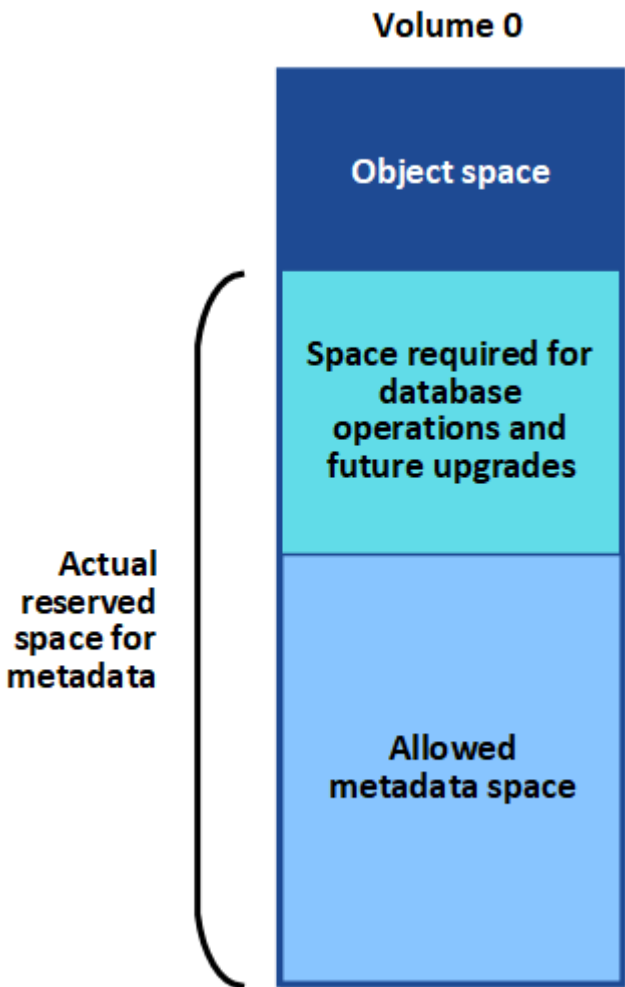 Volume 0
Object space
Space required for
database
operations and
future upgrades
Actual
reserved
space for
metadata
Allowed
metadata space